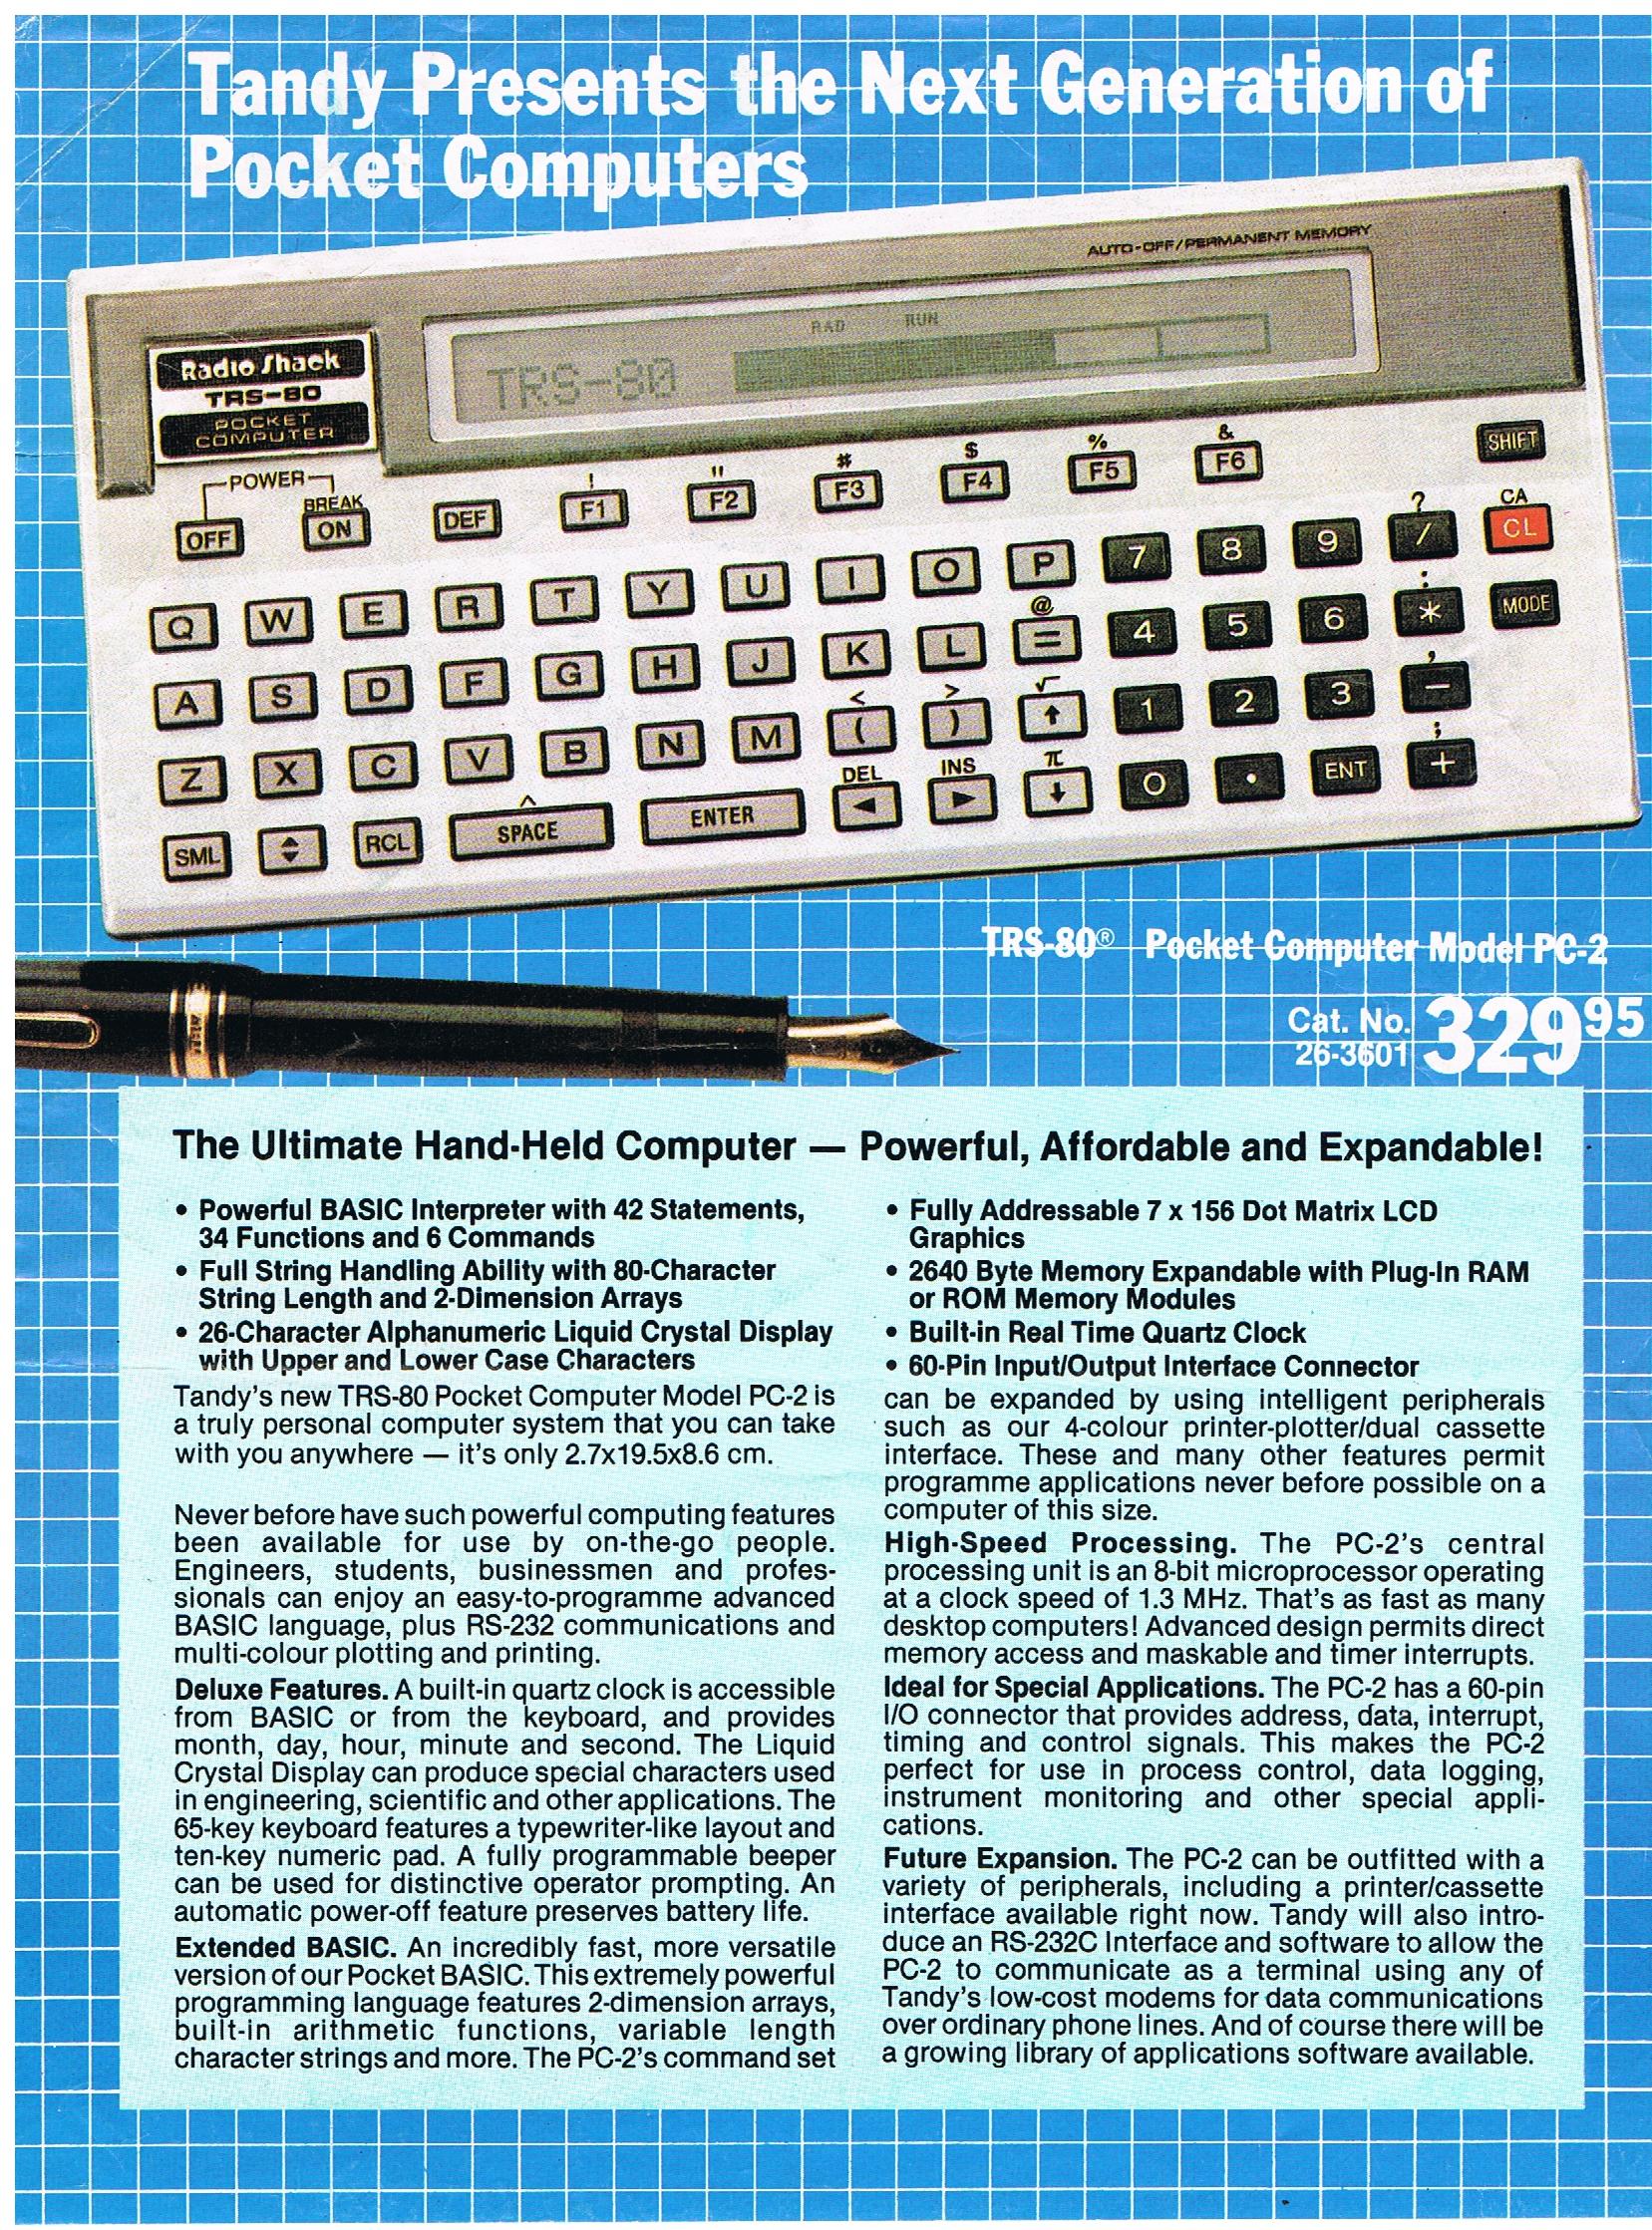 Tandy Presents the Next Generation of
Pocket Computers
AUTO-OFF/PERMANENT MEMORY
RAD RUN
TRS-80
Radio Shack
TRS-80
POCKET
COMPUTER
POWER
BREAK
OFF ON DEF
! " # $ % &
F1 F2 F3 F4 F5 F6 SHIFT
? CA
Q W E R T Y U I O P 7 8 9 / CL
@ :
A S D F G H J K L = 4 5 6 * MODE
< > √ ,
Z X C V B N M ( ) ↑ 1 2 3 −
^ DEL INS π ;
SML ♦ RCL SPACE ENTER ◄ ► ↓ 0 • ENT +
TRS-80® Pocket Computer Model PC-2
Cat. No.
26-3601 329 95
The Ultimate Hand-Held Computer — Powerful, Affordable and Expandable!
• Powerful BASIC Interpreter with 42 Statements,
34 Functions and 6 Commands
• Full String Handling Ability with 80-Character
String Length and 2-Dimension Arrays
• 26-Character Alphanumeric Liquid Crystal Display
with Upper and Lower Case Characters
Tandy's new TRS-80 Pocket Computer Model PC-2 is
a truly personal computer system that you can take
with you anywhere — it's only 2.7x19.5x8.6 cm.
Never before have such powerful computing features
been available for use by on-the-go people.
Engineers, students, businessmen and profes-
sionals can enjoy an easy-to-programme advanced
BASIC language, plus RS-232 communications and
multi-colour plotting and printing.
Deluxe Features. A built-in quartz clock is accessible
from BASIC or from the keyboard, and provides
month, day, hour, minute and second. The Liquid
Crystal Display can produce special characters used
in engineering, scientific and other applications. The
65-key keyboard features a typewriter-like layout and
ten-key numeric pad. A fully programmable beeper
can be used for distinctive operator prompting. An
automatic power-off feature preserves battery life.
Extended BASIC. An incredibly fast, more versatile
version of our Pocket BASIC. This extremely powerful
programming language features 2-dimension arrays,
built-in arithmetic functions, variable length
character strings and more. The PC-2's command set
• Fully Addressable 7 x 156 Dot Matrix LCD
Graphics
• 2640 Byte Memory Expandable with Plug-In RAM
or ROM Memory Modules
• Built-in Real Time Quartz Clock
• 60-Pin Input/Output Interface Connector
can be expanded by using intelligent peripherals
such as our 4-colour printer-plotter/dual cassette
interface. These and many other features permit
programme applications never before possible on a
computer of this size.
High-Speed Processing. The PC-2's central
processing unit is an 8-bit microprocessor operating
at a clock speed of 1.3 MHz. That's as fast as many
desktop computers! Advanced design permits direct
memory access and maskable and timer interrupts.
Ideal for Special Applications. The PC-2 has a 60-pin
I/O connector that provides address, data, interrupt,
timing and control signals. This makes the PC-2
perfect for use in process control, data logging,
instrument monitoring and other special appli-
cations.
Future Expansion. The PC-2 can be outfitted with a
variety of peripherals, including a printer/cassette
interface available right now. Tandy will also intro-
duce an RS-232C Interface and software to allow the
PC-2 to communicate as a terminal using any of
Tandy's low-cost modems for data communications
over ordinary phone lines. And of course there will be
a growing library of applications software available.